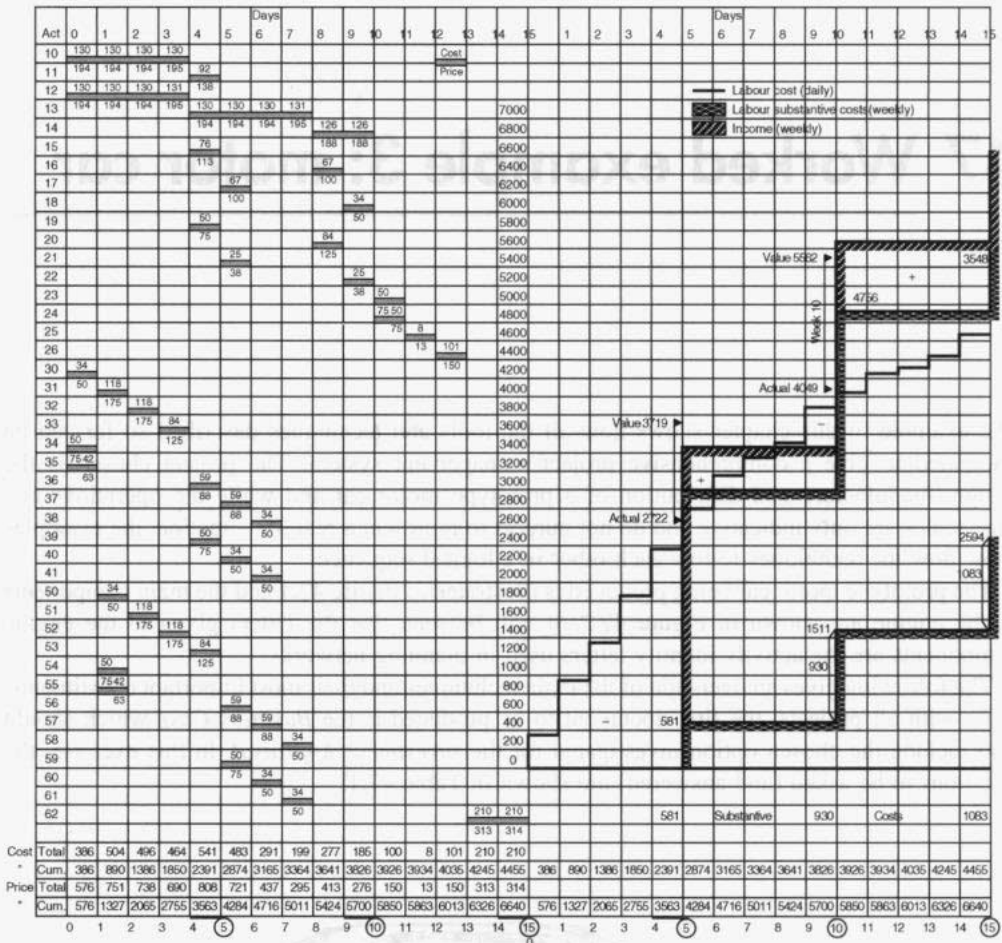 Days Days
Act 0 1 2 3 4 5 6 7 8 9 10 11 12 13 14 15 1 2 3 4 5 6 7 8 9 10 11 12 13 14 15
10 130 130 130 130 Cost
194 194 194 195 Price
11 92
138
12 130 130 130 131 Labour cost (daily)
194 194 194 195
13 130 130 130 131 7000 Labour substantive costs (weekly)
194 194 194 195
14 126 126 6800 Income (weekly)
188 188
15 76 6600
113
16 67 6400
100
17 67 6200
100
18 34 6000
50
19 50 5800
75
20 84 5600
125
21 25 5400 Value 5582 3548
38
22 25 5200 +
38
23 50 5000 4756
24 75 50 4800
75
25 8 4600 Week 10
13
26 101 4400
150
30 34 4200
50
31 118 4000 Actual 4049
175
32 118 3800
175
33 84 3600 Value 3719 -
125
34 50 3400
35 75 42 3200
63
36 59 3000 +
88
37 59 2800
88
38 34 2600 Actual 2722
50
39 50 2400 2594
75
40 34 2200
50
41 34 2000 1083
50
50 34 1800
50
51 118 1600
175
52 118 1400 1511
175
53 84 1200
125
54 50 1000 930
55 75 42 800
63
56 59 600
88
57 59 400 - 581
88
58 34 200
50
59 50 0
75
60 34
50
61 34
50
62 210 210 581 Substantive 930 Costs 1083
313 314
Cost Total 386 504 496 464 541 483 291 199 277 185 100 8 101 210 210
" Cum. 386 890 1386 1850 2391 2874 3165 3364 3641 3826 3926 3934 4035 4245 4455 386 890 1386 1850 2391 2874 3165 3364 3641 3826 3926 3934 4035 4245 4455
Price Total 576 751 738 690 808 721 437 295 413 276 150 13 150 313 314
" Cum. 576 1327 2065 2755 3563 4284 4716 5011 5424 5700 5850 5863 6013 6326 6640 576 1327 2065 2755 3563 4284 4716 5011 5424 5700 5850 5863 6013 6326 6640
0 1 2 3 4 5 6 7 8 9 10 11 12 13 14 15 1 2 3 4 5 6 7 8 9 10 11 12 13 14 15